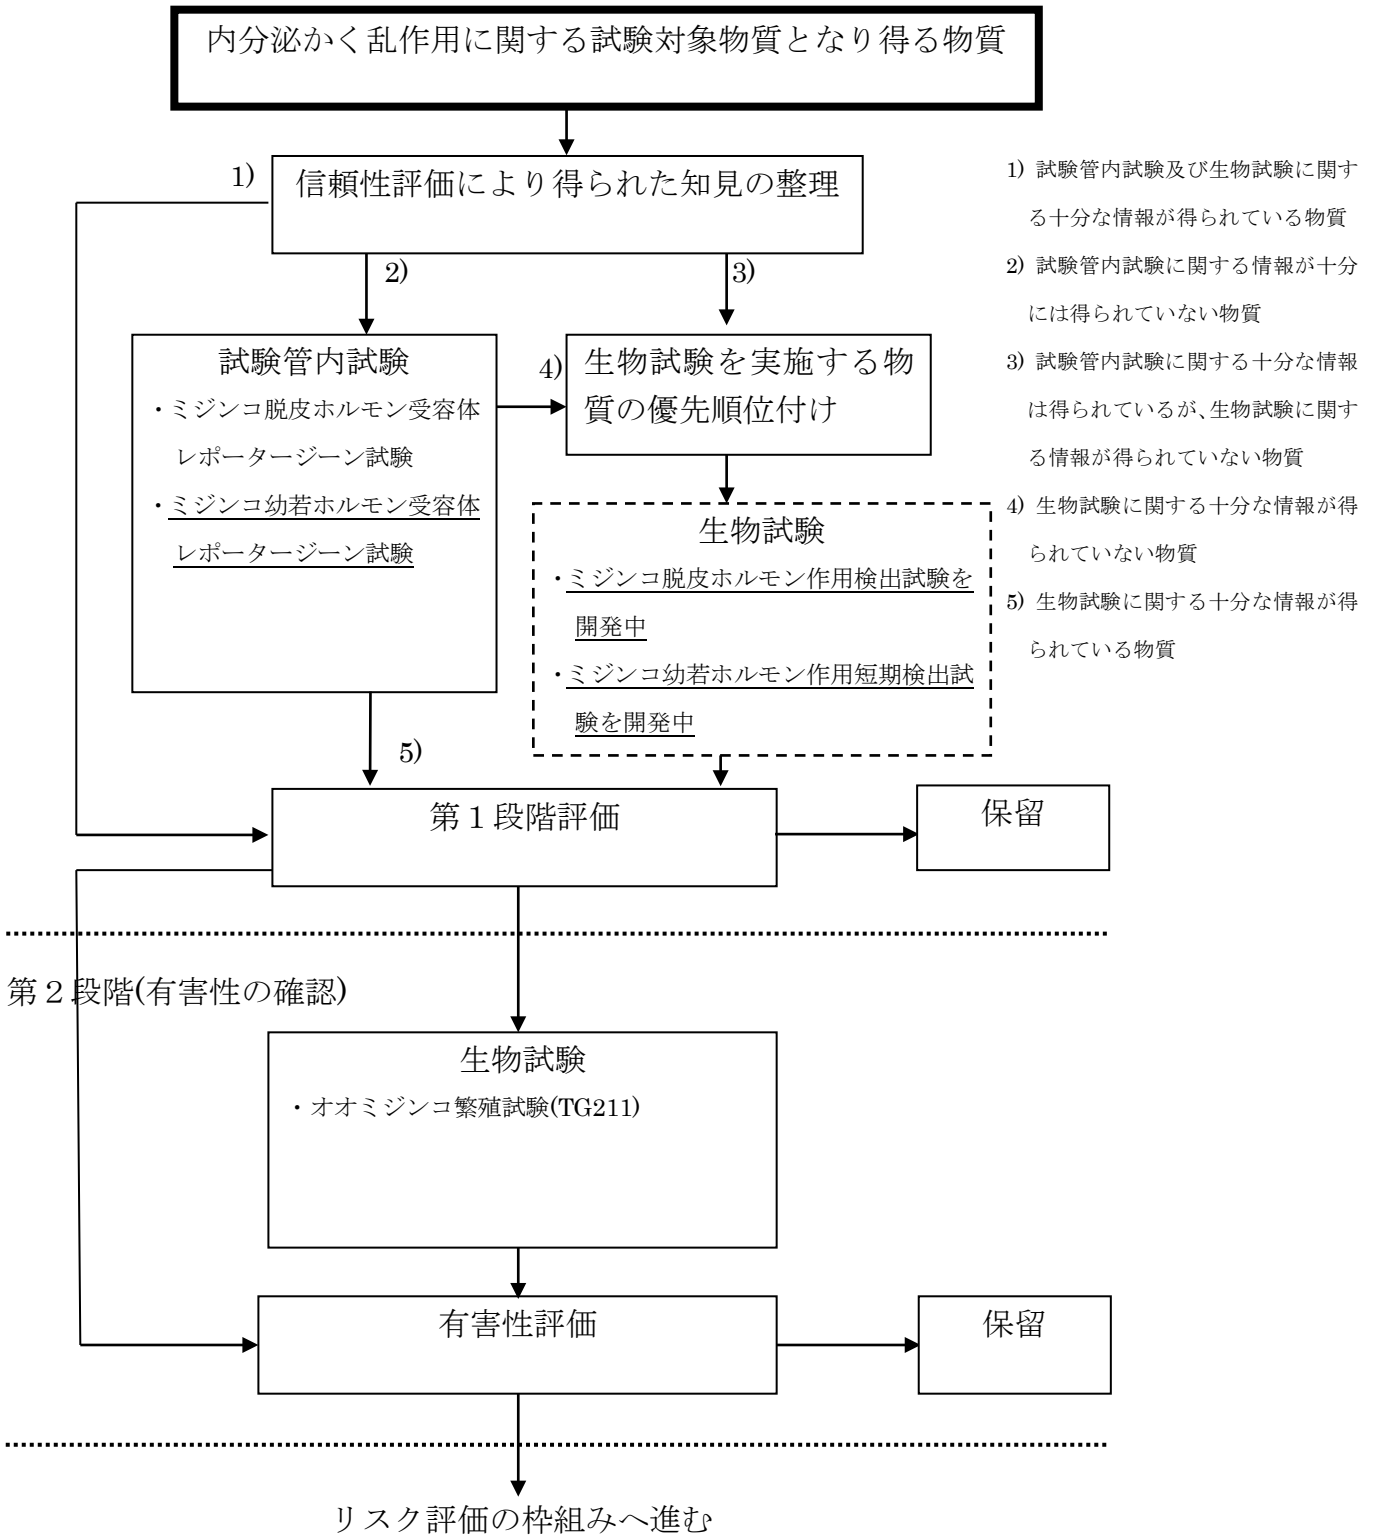 内分泌かく乱作用に関する試験対象物質となり得る物質
1)
信頼性評価により得られた知見の整理
2)
3)
試験管内試験
・ミジンコ脱皮ホルモン受容体
レポータージーン試験
・ミジンコ幼若ホルモン受容体
レポータージーン試験
4)
生物試験を実施する物
質の優先順位付け
生物試験
・ミジンコ脱皮ホルモン作用検出試験を
開発中
・ミジンコ幼若ホルモン作用短期検出試
験を開発中
5)
1) 試験管内試験及び生物試験に関す
る十分な情報が得られている物質
2) 試験管内試験に関する情報が十分
には得られていない物質
3) 試験管内試験に関する十分な情報
は得られているが、生物試験に関す
る情報が得られていない物質
4) 生物試験に関する十分な情報が得
られていない物質
5) 生物試験に関する十分な情報が得
られている物質
第１段階評価
保留
第２段階(有害性の確認)
生物試験
・オオミジンコ繁殖試験(TG211)
有害性評価
保留
リスク評価の枠組みへ進む